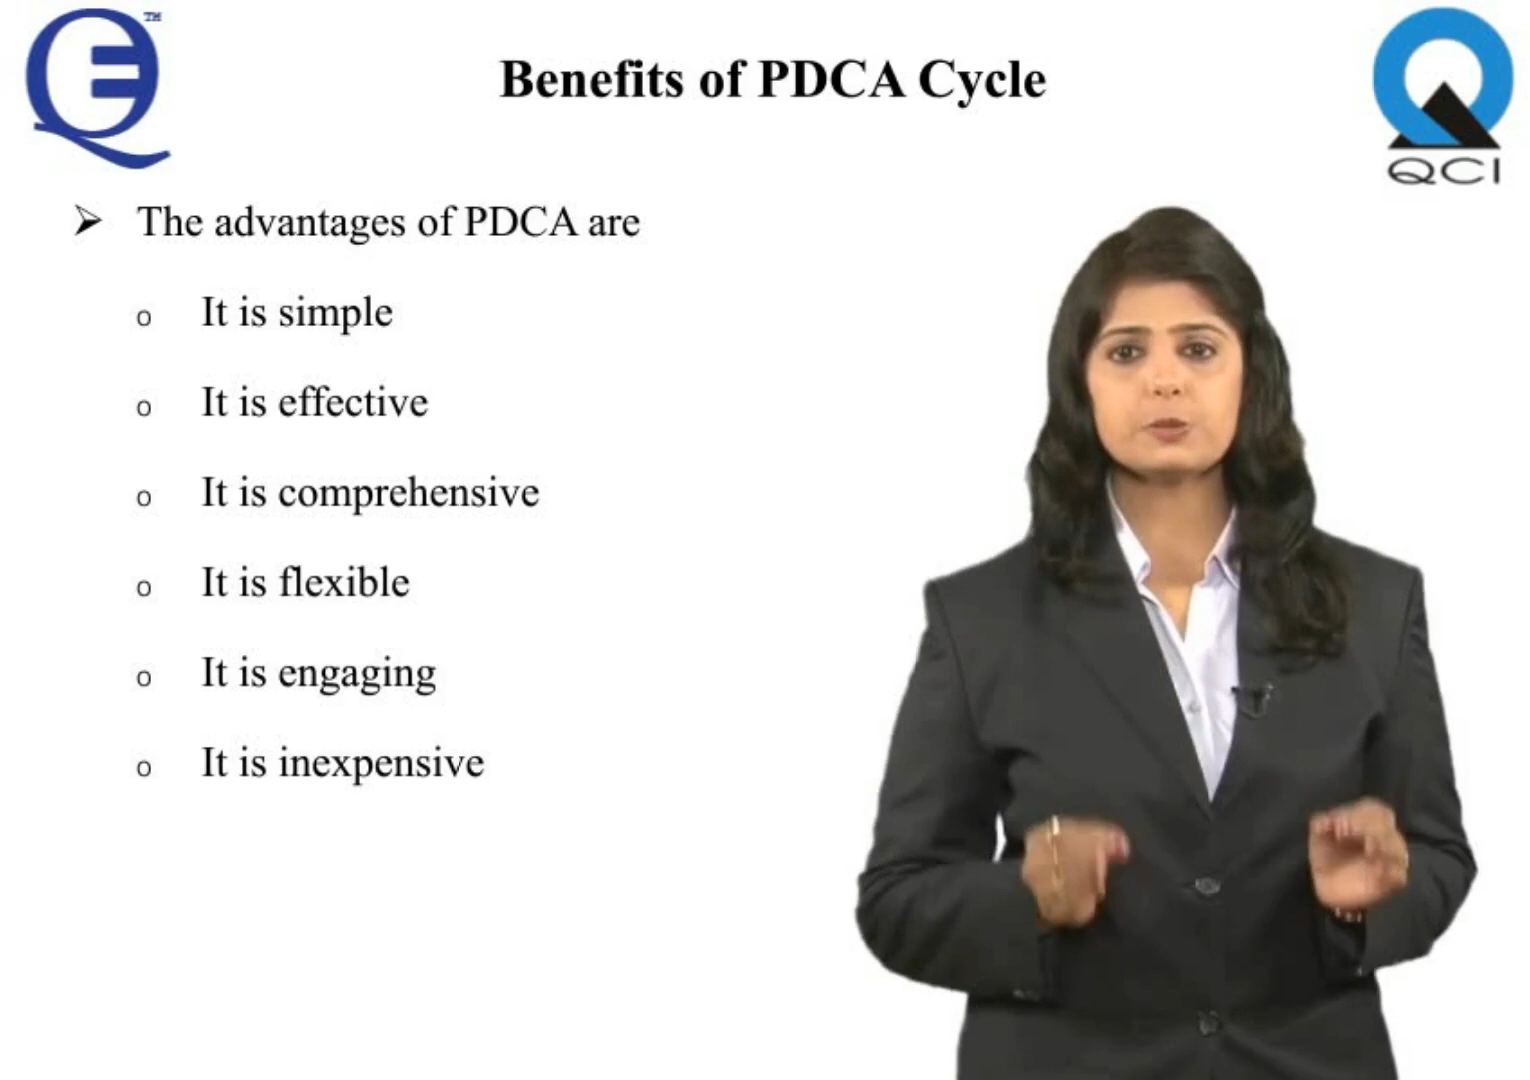 TM
Benefits of PDCA Cycle
QCI
➢ The advantages of PDCA are
o It is simple
o It is effective
o It is comprehensive
o It is flexible
o It is engaging
o It is inexpensive